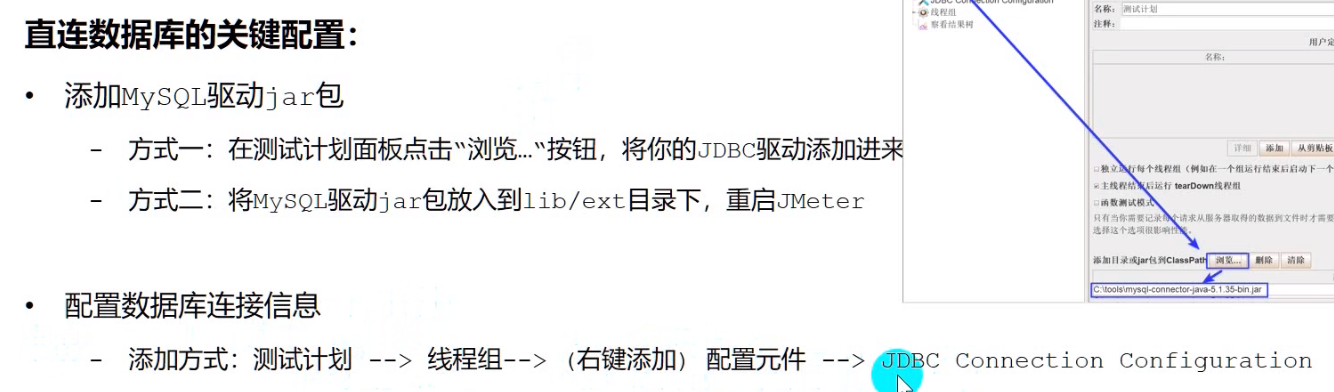 直连数据库的关键配置：
• 添加MySQL驱动jar包
– 方式一：在测试计划面板点击“浏览…“按钮，将你的JDBC驱动添加进来
– 方式二：将MySQL驱动jar包放入到lib/ext目录下，重启JMeter
• 配置数据库连接信息
– 添加方式：测试计划 --> 线程组--> （右键添加）配置元件 --> JDBC Connection Configuration
JDBC Connection Configuration
线程组
察看结果树
名称： 测试计划
注释：
用户定
名称：
详细 添加 从剪贴板
独立运行每个线程组（例如在一个组运行结束后启动下一个
主线程结束后运行 tearDown线程组
函数测试模式
只有当你需要记录每个请求从服务器取得的数据到文件时才需要
选择这个选项很影响性能。
添加目录或jar包到ClassPath 浏览... 删除 清除
C:\tools\mysql-connector-java-5.1.35-bin.jar